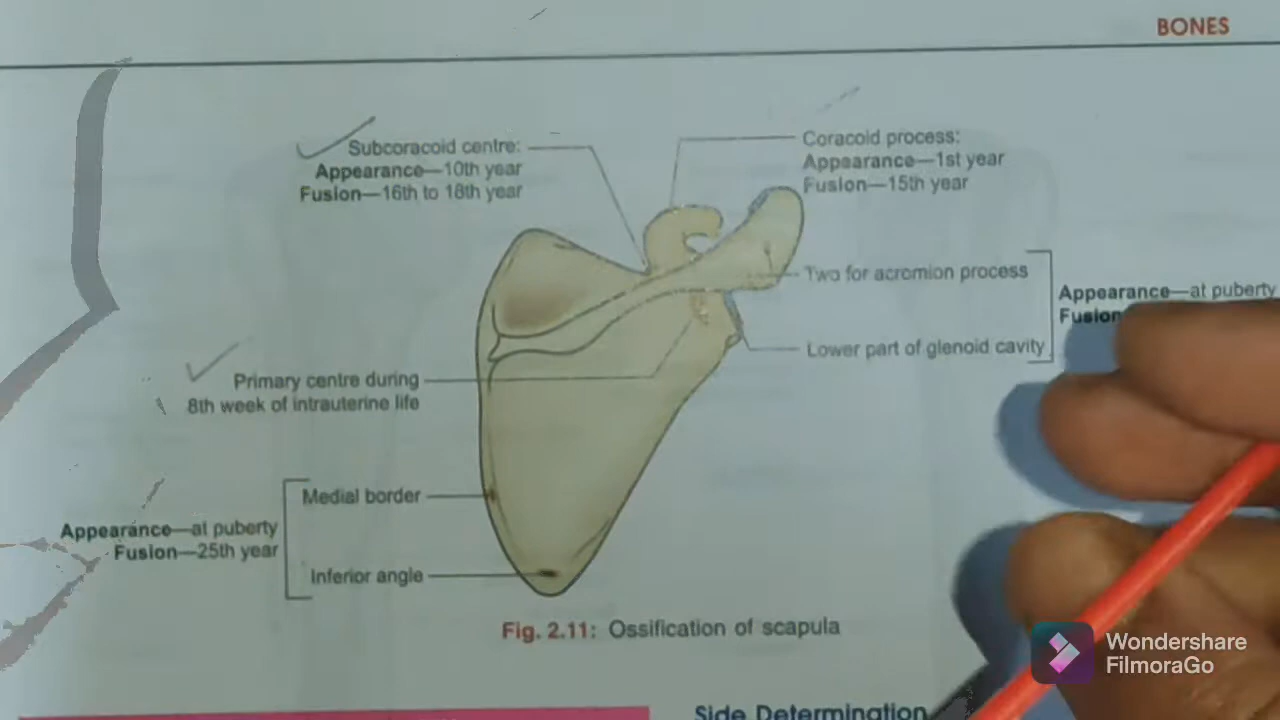 BONES
Subcoracoid centre:
Appearance—10th year
Fusion—16th to 18th year
Coracoid process:
Appearance—1st year
Fusion—15th year
Two for acromion process
Lower part of glenoid cavity
Appearance—at puberty
Fusion
Primary centre during
8th week of intrauterine life
Medial border
Inferior angle
Appearance—at puberty
Fusion—25th year
Fig. 2.11: Ossification of scapula
Side Determination
Wondershare
FilmoraGo